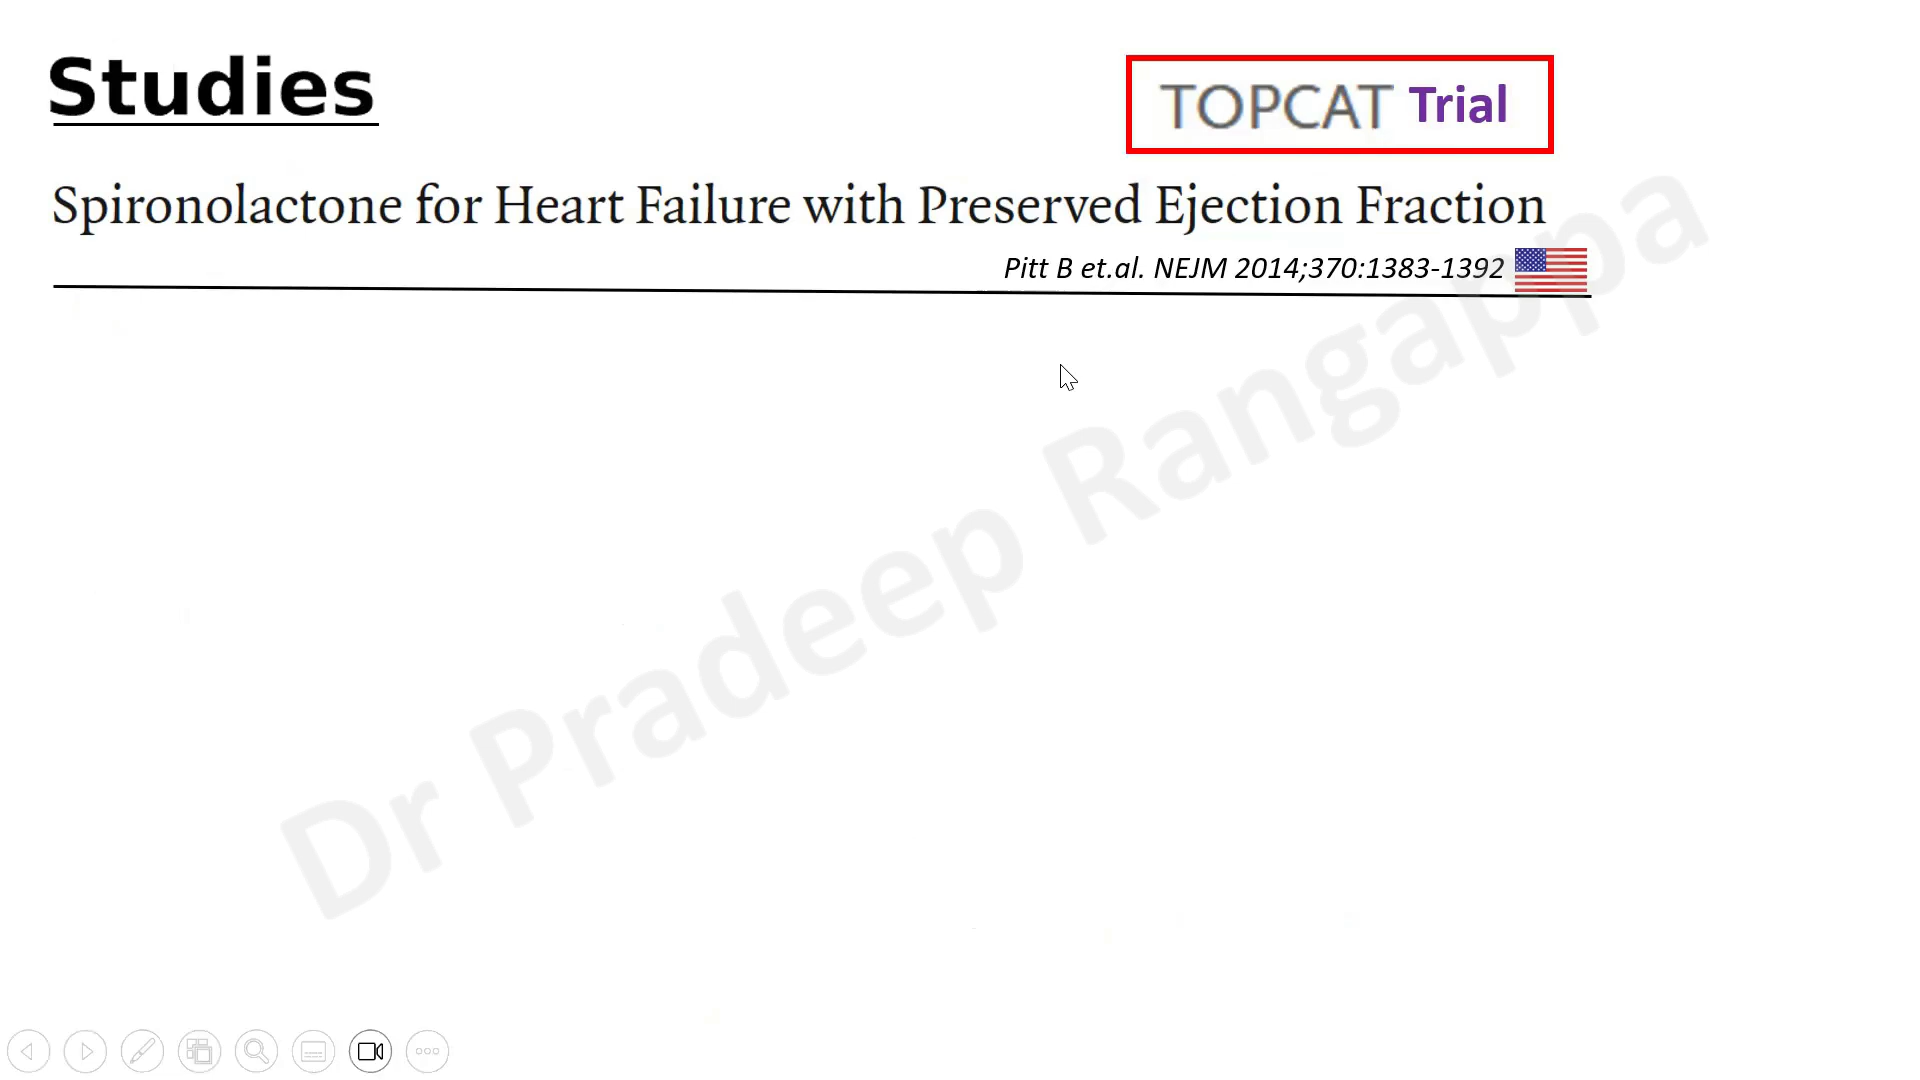 Studies
TOPCAT Trial
Spironolactone for Heart Failure with Preserved Ejection Fraction
Pitt B et.al. NEJM 2014;370:1383-1392
Dr Pradeep Rangappa